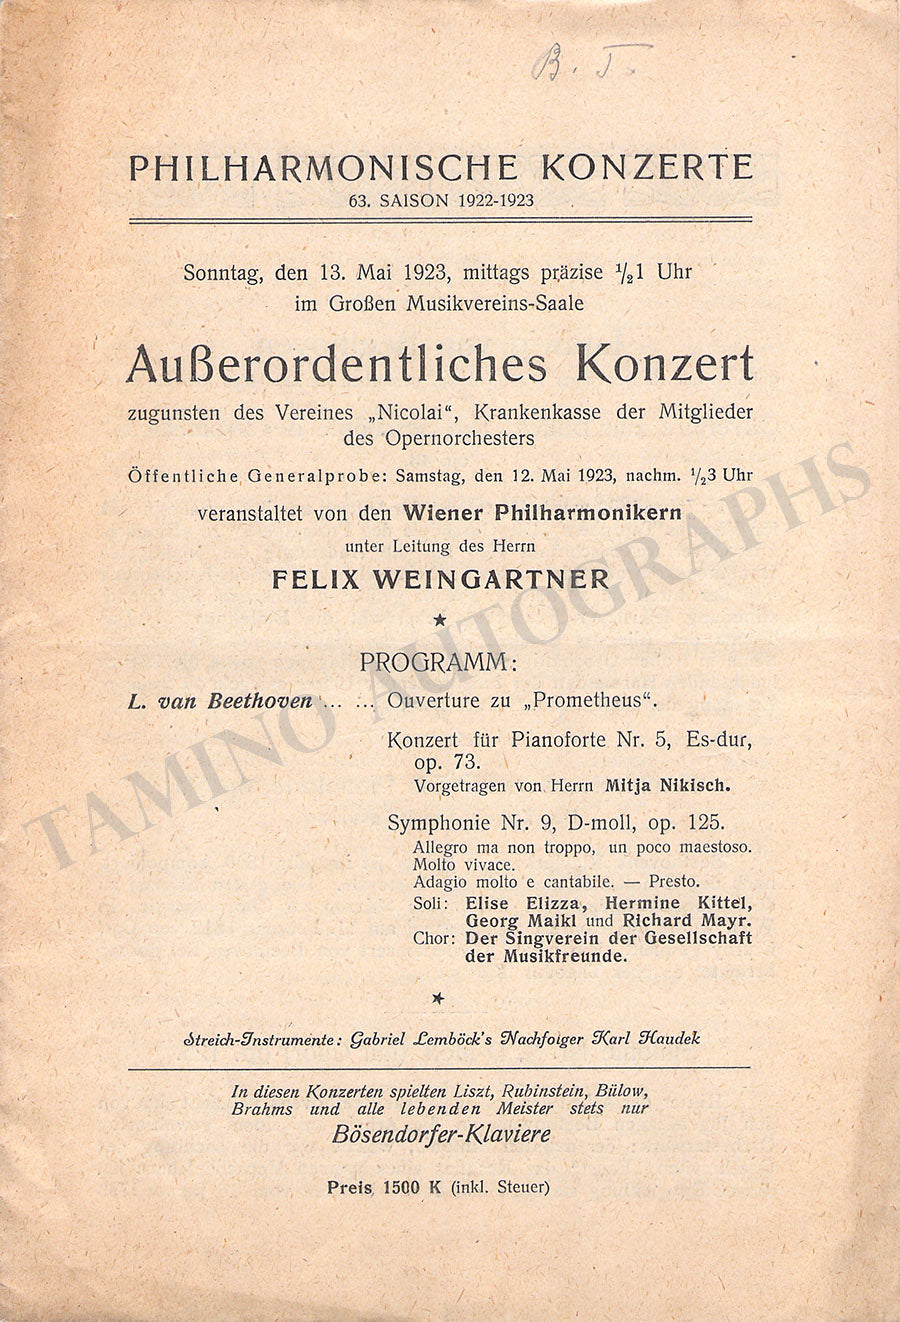 B. T.
PHILHARMONISCHE KONZERTE
63. SAISON 1922-1923
Sonntag, den 13. Mai 1923, mittags präzise ½1 Uhr
im Großen Musikvereins-Saale
Außerordentliches Konzert
zugunsten des Vereines „Nicolai“, Krankenkasse der Mitglieder
des Opernorchesters
Öffentliche Generalprobe: Samstag, den 12. Mai 1923, nachm. ½3 Uhr
veranstaltet von den Wiener Philharmonikern
unter Leitung des Herrn
FELIX WEINGARTNER
★
PROGRAMM:
L. van Beethoven ... ... Ouverture zu „Prometheus“.
Konzert für Pianoforte Nr. 5, Es-dur,
op. 73.
Vorgetragen von Herrn Mitja Nikisch.
Symphonie Nr. 9, D-moll, op. 125.
Allegro ma non troppo, un poco maestoso.
Molto vivace.
Adagio molto e cantabile. — Presto.
Soli: Elise Elizza, Hermine Kittel,
Georg Maikl und Richard Mayr.
Chor: Der Singverein der Gesellschaft
der Musikfreunde.
★
Streich-Instrumente: Gabriel Lemböck's Nachfolger Karl Haudek
In diesen Konzerten spielten Liszt, Rubinstein, Bülow,
Brahms und alle lebenden Meister stets nur
Bösendorfer-Klaviere
Preis 1500 K (inkl. Steuer)
TAMINO AUTOGRAPHS